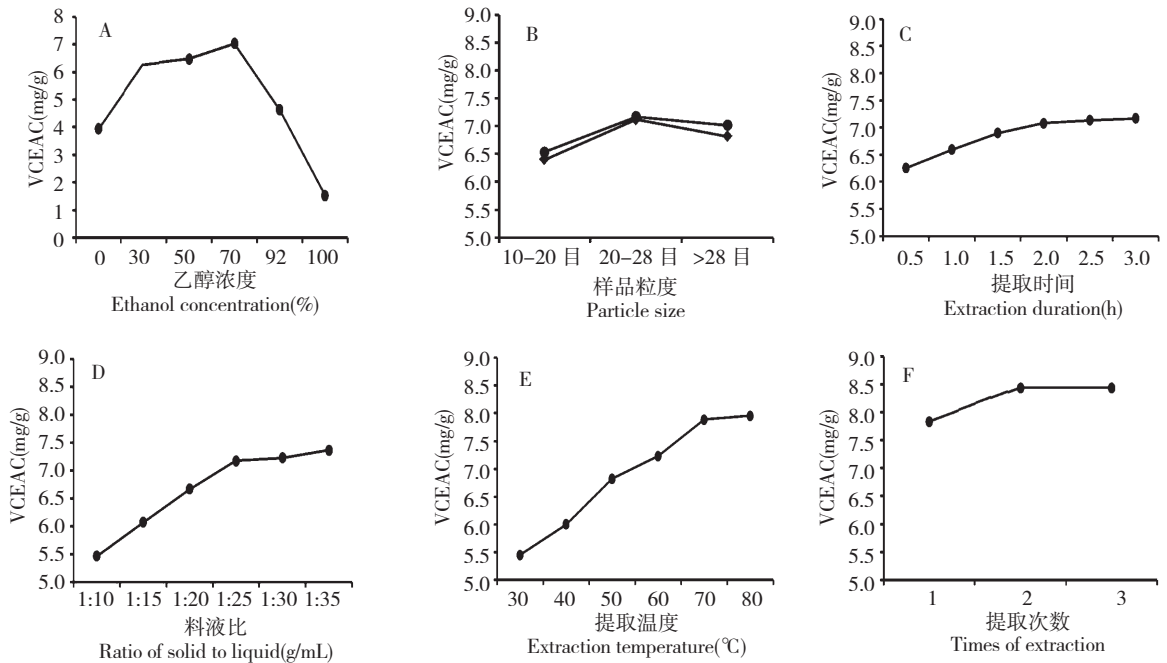 A
VCEAC(mg/g)
8
7
6
5
4
3
2
1
0
0 30 50 70 92 100
乙醇浓度
Ethanol concentration(%)
B
VCEAC(mg/g)
9.0
8.5
8.0
7.5
7.0
6.5
6.0
5.5
5.0
10–20 目 20–28 目 >28 目
样品粒度
Particle size
C
VCEAC(mg/g)
9.0
8.5
8.0
7.5
7.0
6.5
6.0
5.5
5.0
0.5 1.0 1.5 2.0 2.5 3.0
提取时间
Extraction duration(h)
D
VCEAC(mg/g)
9.0
8.5
8.0
7.5
7.0
6.5
6.0
5.5
5.0
1:10 1:15 1:20 1:25 1:30 1:35
料液比
Ratio of solid to liquid(g/mL)
E
VCEAC(mg/g)
9.0
8.5
8.0
7.5
7.0
6.5
6.0
5.5
5.0
30 40 50 60 70 80
提取温度
Extraction temperature(℃)
F
VCEAC(mg/g)
9.0
8.5
8.0
7.5
7.0
6.5
6.0
5.5
5.0
1 2 3
提取次数
Times of extraction